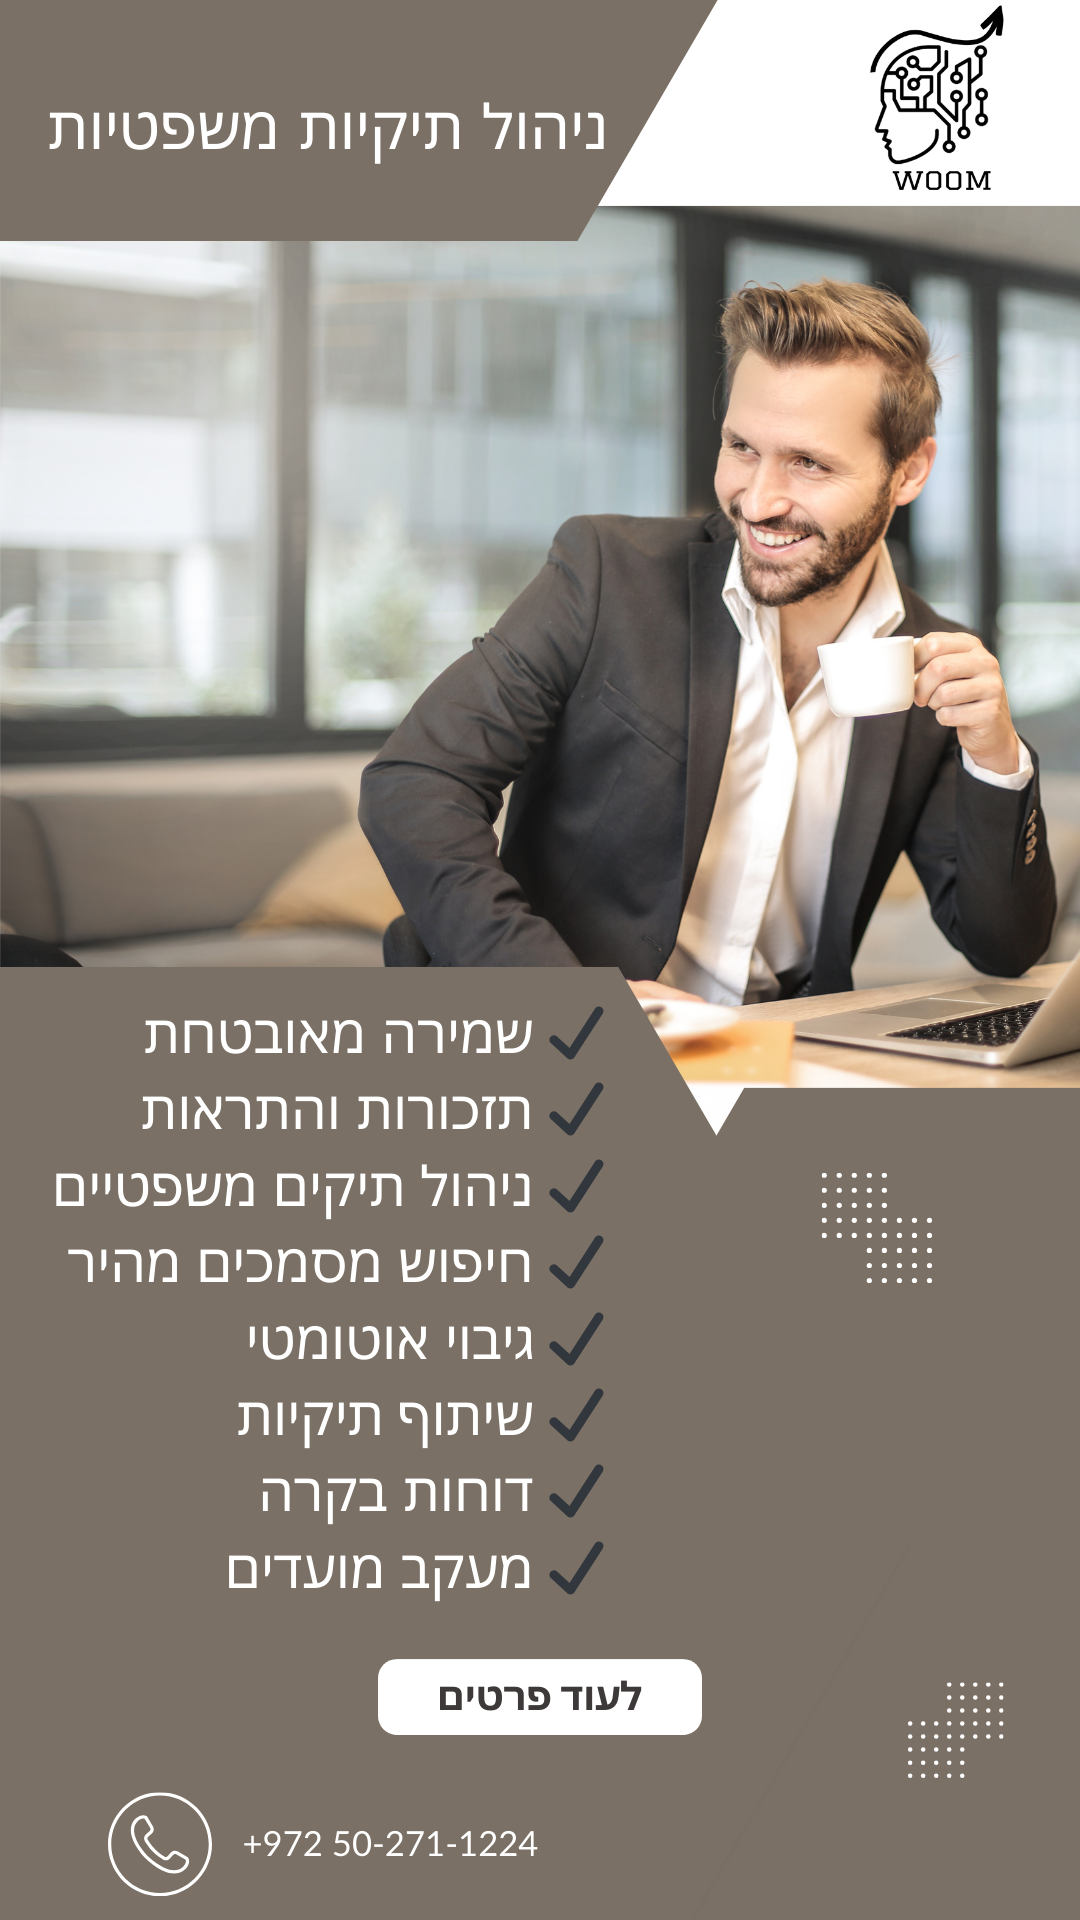 ניהול תיקיות משפטיות
WOOM
שמירה מאובטחת
תזכורות והתראות
ניהול תיקים משפטיים
חיפוש מסמכים מהיר
גיבוי אוטומטי
שיתוף תיקיות
דוחות בקרה
מעקב מועדים
לעוד פרטים
+972 50-271-1224